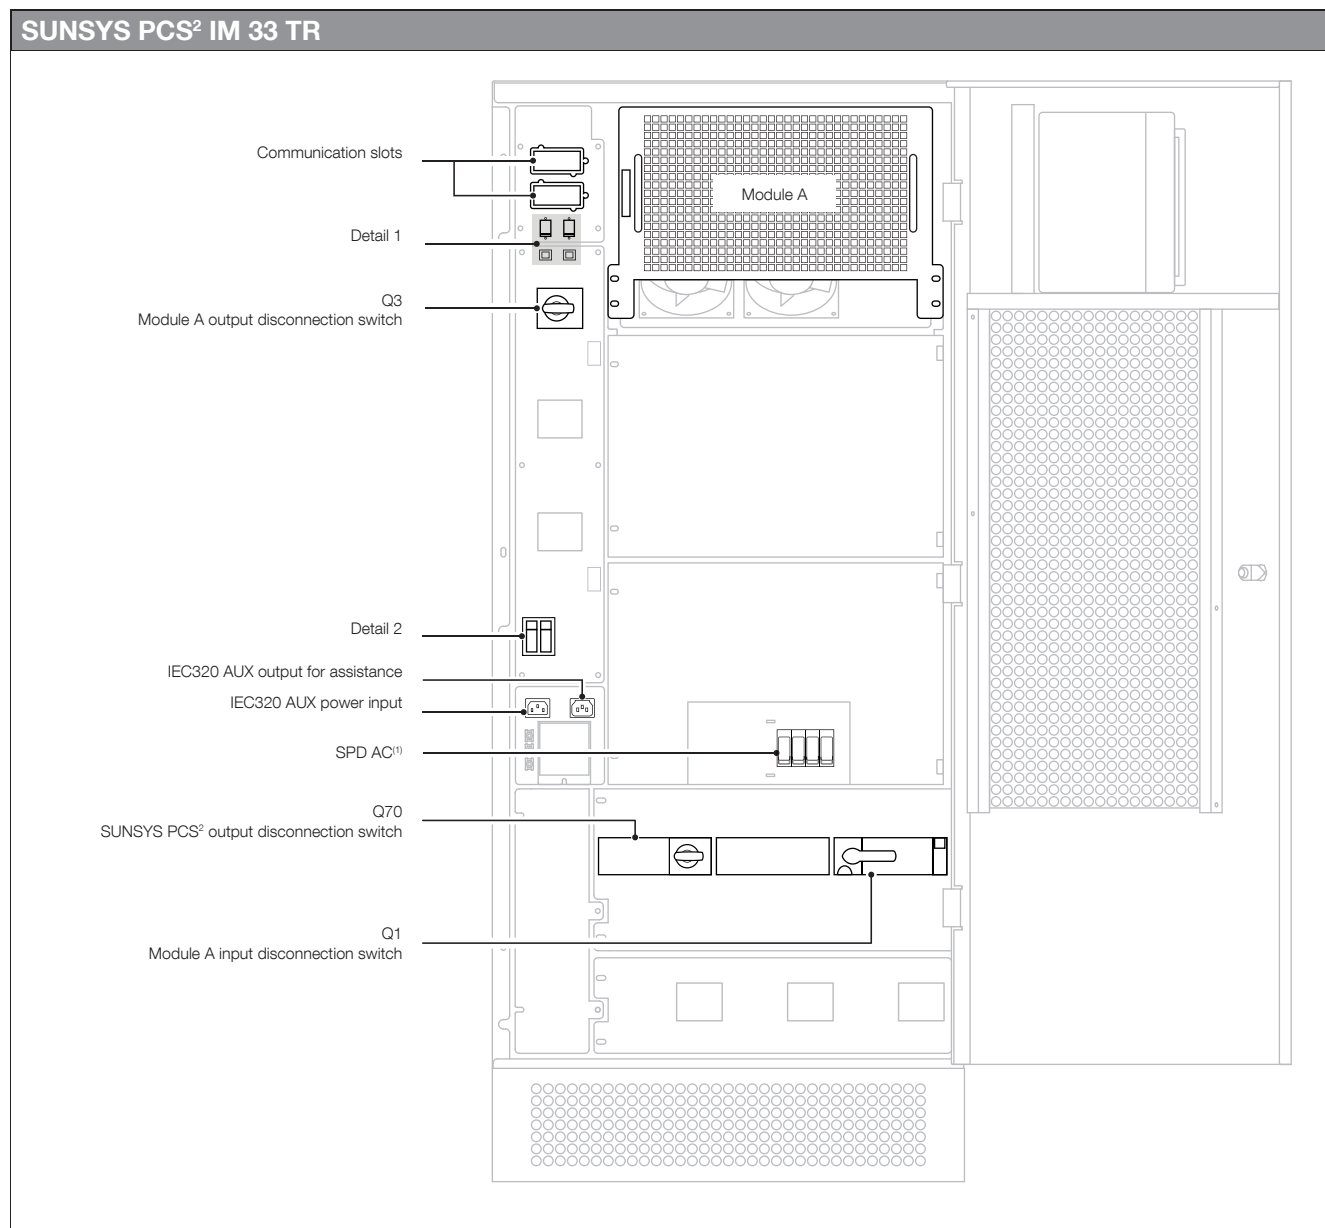 SUNSYS PCS² IM 33 TR
Communication slots
Module A
Detail 1
Q3
Module A output disconnection switch
Detail 2
IEC320 AUX output for assistance
IEC320 AUX power input
SPD AC⁽¹⁾
Q70
SUNSYS PCS² output disconnection switch
Q1
Module A input disconnection switch